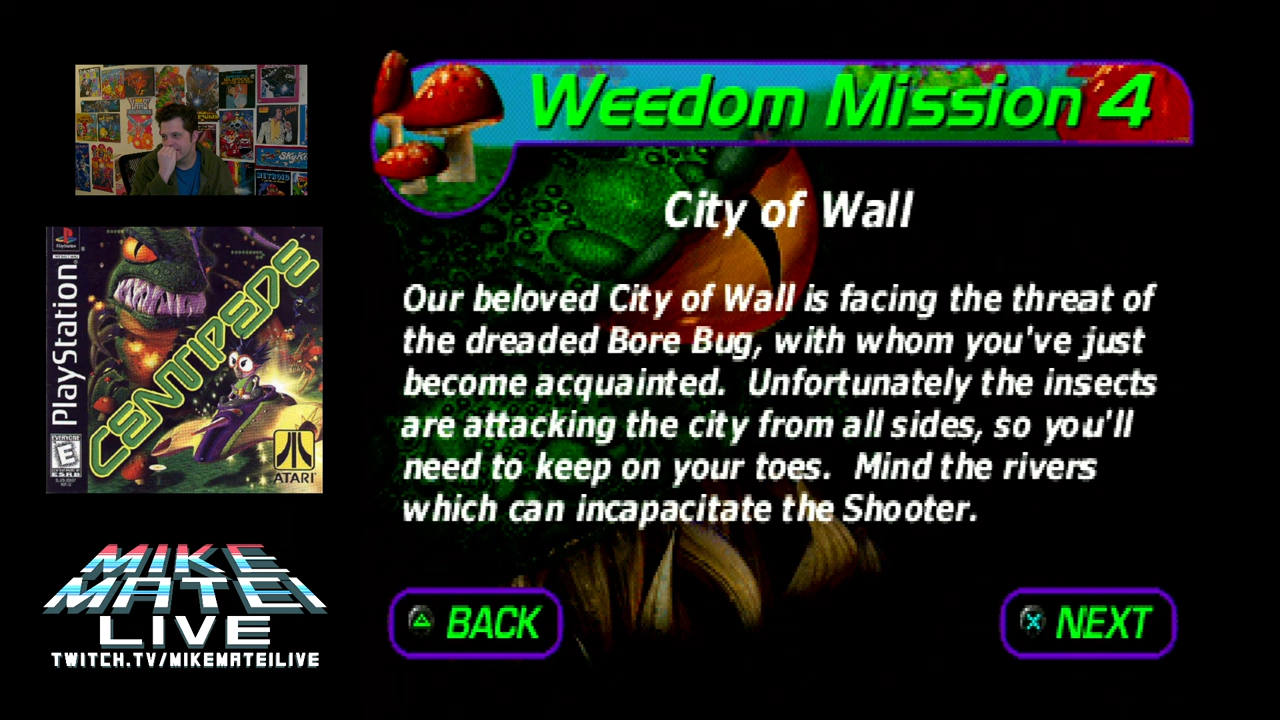 Weedom Mission 4
City of Wall
Our beloved City of Wall is facing the threat of
the dreaded Bore Bug, with whom you've just
become acquainted.  Unfortunately the insects
are attacking the city from all sides, so you'll
need to keep on your toes.  Mind the rivers
which can incapacitate the Shooter.
BACK
NEXT
PlayStation
CENTIPEDE
EVERYONE
E
ATARI
MIKE
MATEI
LIVE
TWITCH.TV/MIKEMATEILIVE